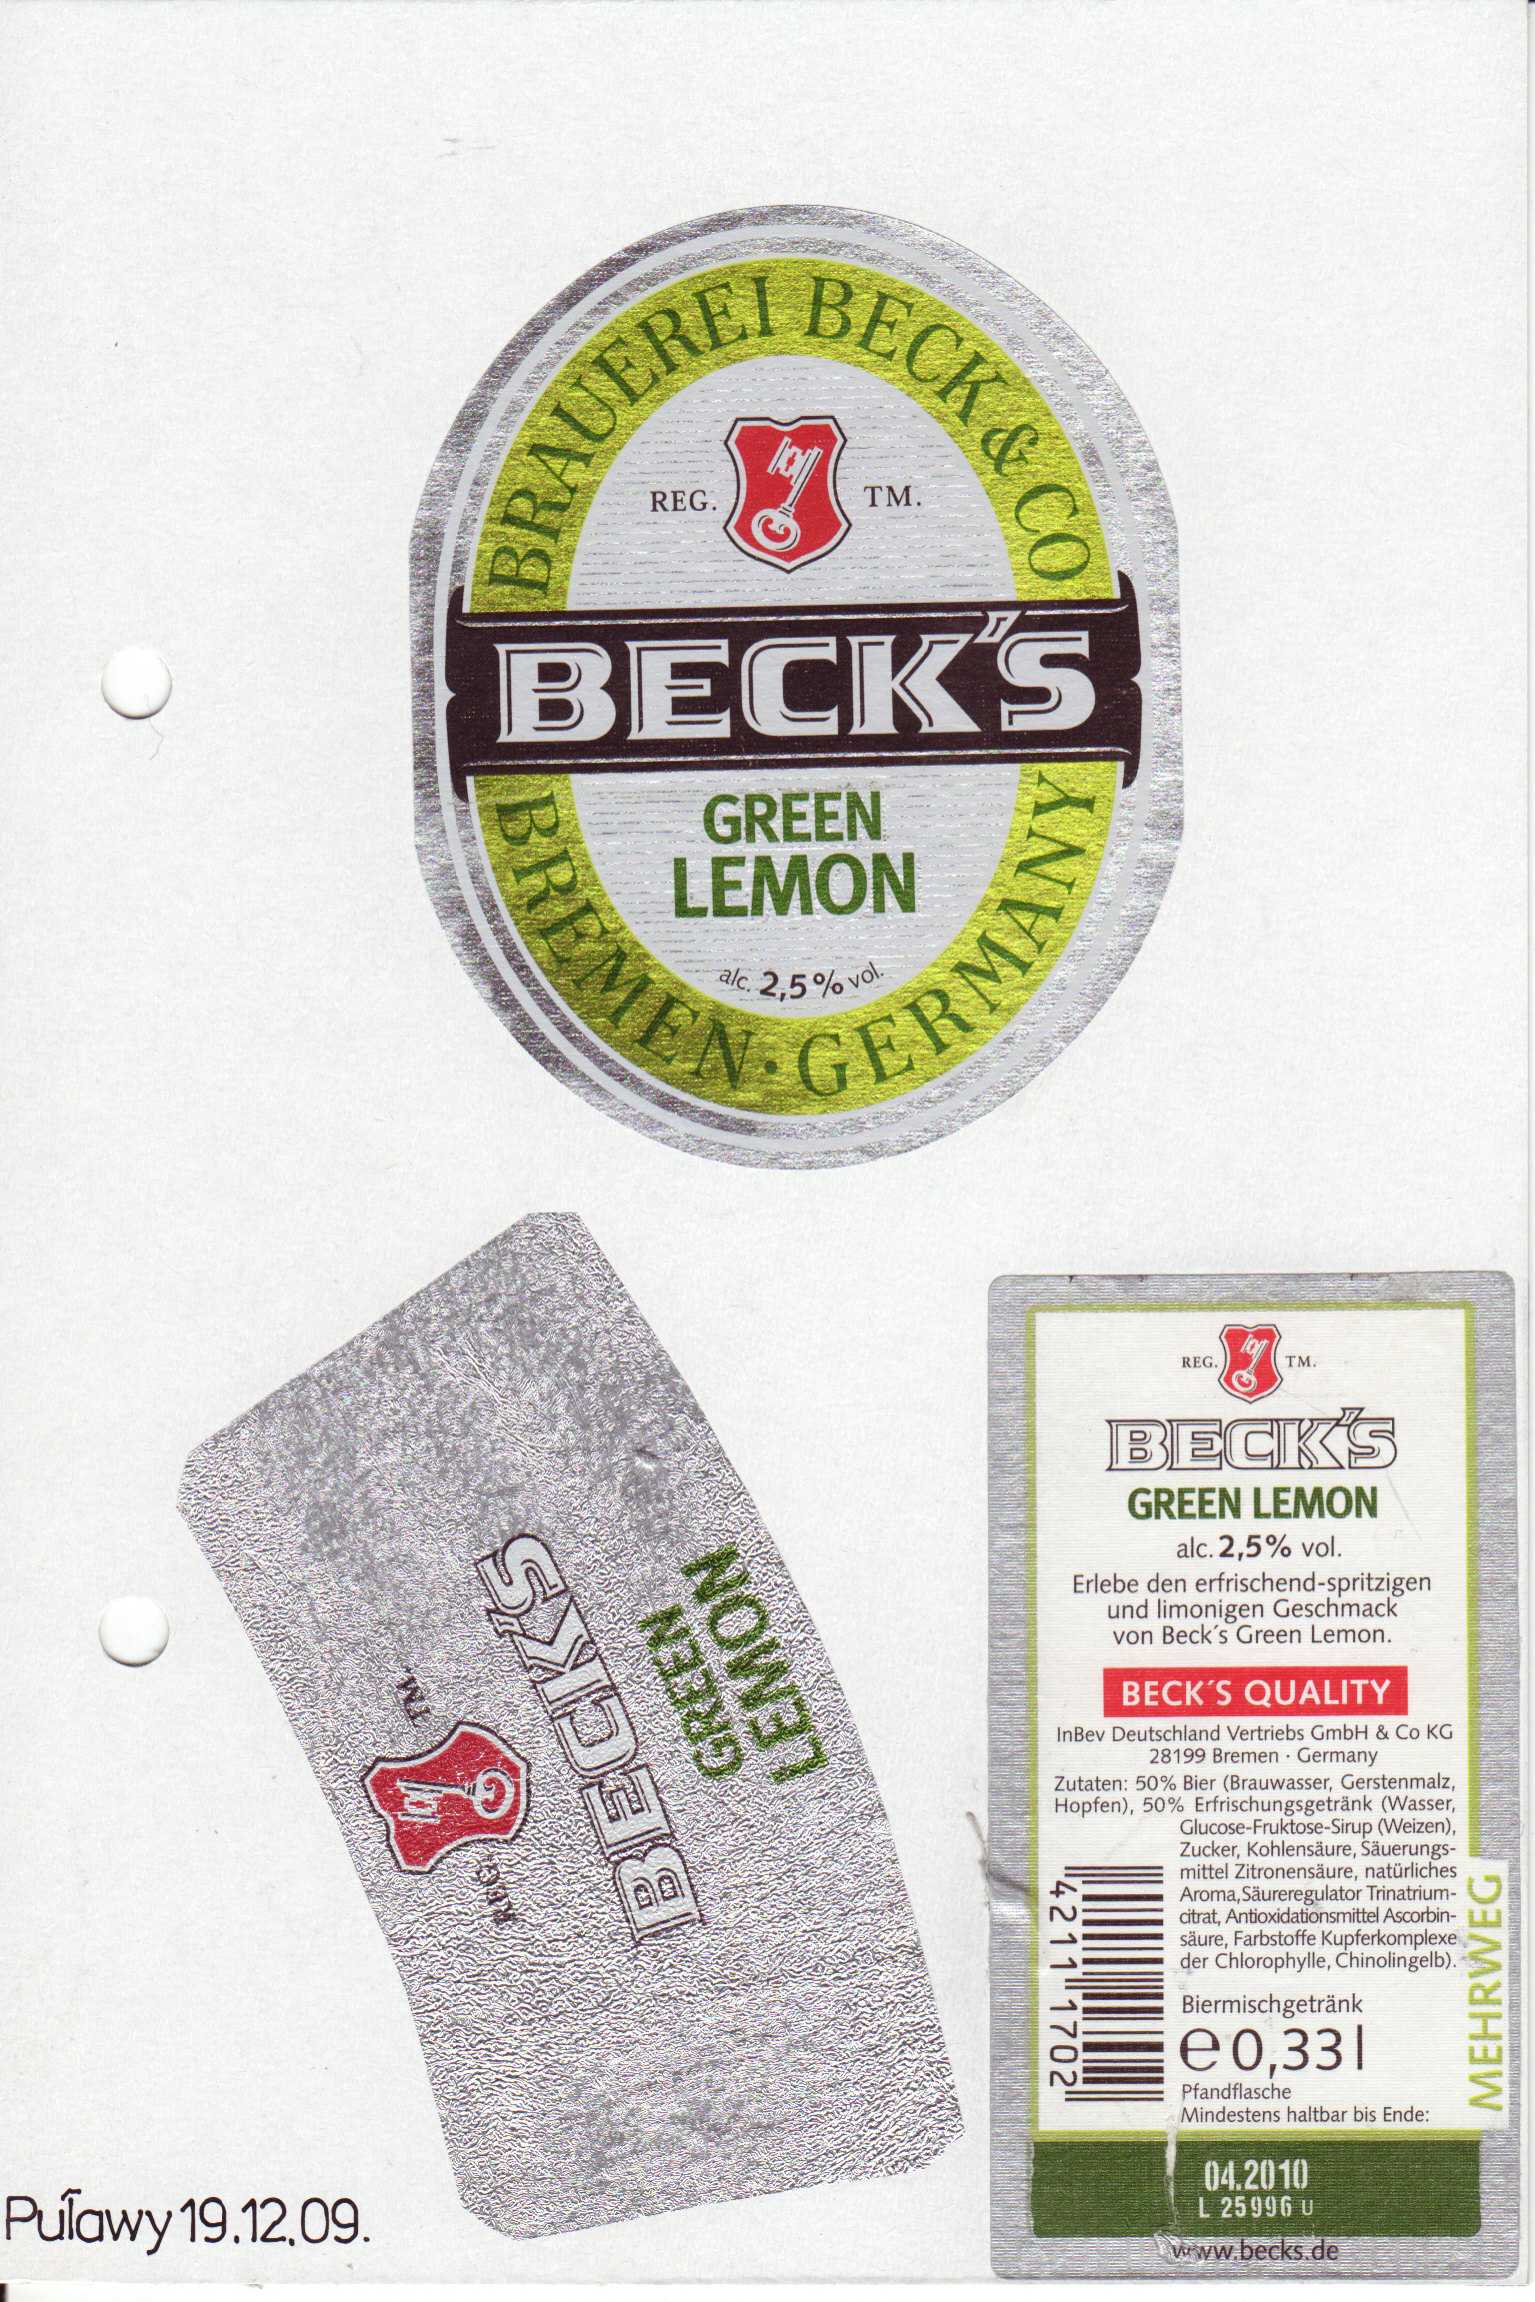 BRAUEREI BECK & CO
REG. TM.
BECK'S
GREEN
LEMON
alc. 2,5% vol.
BREMEN · GERMANY
REG. TM.
BECK'S
GREEN
LEMON
REG. TM.
BECK'S
GREEN LEMON
alc. 2,5% vol.
Erlebe den erfrischend-spritzigen
und limonigen Geschmack
von Beck´s Green Lemon.
BECK´S QUALITY
InBev Deutschland Vertriebs GmbH & Co KG
28199 Bremen · Germany
Zutaten: 50% Bier (Brauwasser, Gerstenmalz,
Hopfen), 50% Erfrischungsgetränk (Wasser,
Glucose-Fruktose-Sirup (Weizen),
Zucker, Kohlensäure, Säuerungs-
mittel Zitronensäure, natürliches
Aroma, Säureregulator Trinatrium-
citrat, Antioxidationsmittel Ascorbin-
säure, Farbstoffe Kupferkomplexe
der Chlorophylle, Chinolingelb).
4211 1702
MEHRWEG
Biermischgetränk
e 0,33 l
Pfandflasche
Mindestens haltbar bis Ende:
04.2010
L 25996 U
www.becks.de
Puławy 19.12.09.